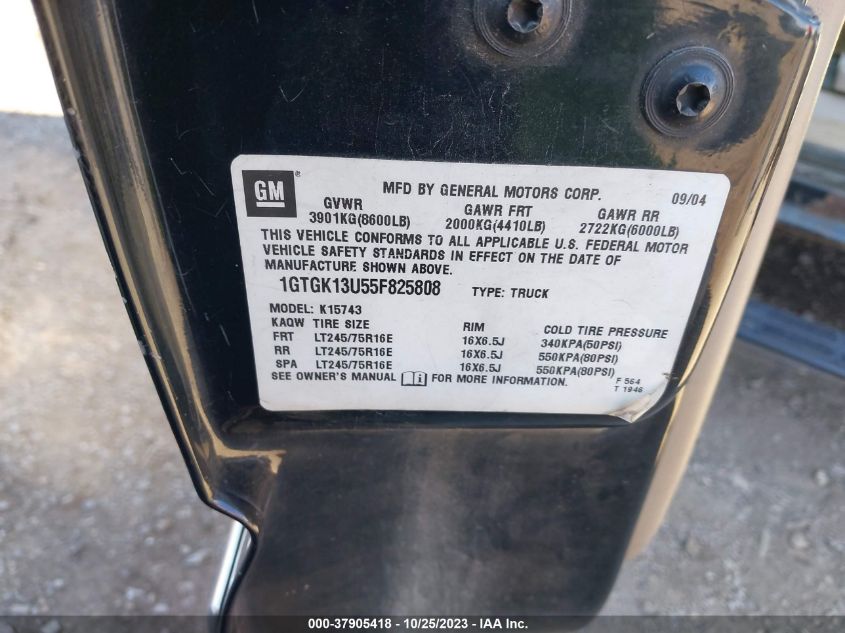 GM ® MFD BY GENERAL MOTORS CORP. 09/04
GVWR GAWR FRT GAWR RR
3901KG(8600LB) 2000KG(4410LB) 2722KG(6000LB)
THIS VEHICLE CONFORMS TO ALL APPLICABLE U.S. FEDERAL MOTOR
VEHICLE SAFETY STANDARDS IN EFFECT ON THE DATE OF
MANUFACTURE SHOWN ABOVE.
1GTGK13U55F825808 TYPE: TRUCK
MODEL: K15743
KAQW TIRE SIZE RIM COLD TIRE PRESSURE
FRT LT245/75R16E 16X6.5J 340KPA(50PSI)
RR LT245/75R16E 16X6.5J 550KPA(80PSI)
SPA LT245/75R16E 16X6.5J 550KPA(80PSI)
SEE OWNER'S MANUAL FOR MORE INFORMATION.
F 564
T 1946
000-37905418 - 10/25/2023 - IAA Inc.